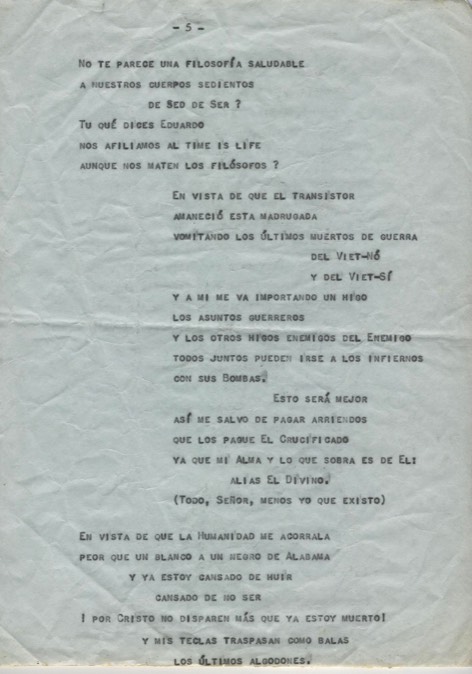 - 5 -
NO TE PARECE UNA FILOSOFÍA SALUDABLE
A NUESTROS CUERPOS SEDIENTOS
DE SED DE SER ?
TU QUÉ DICES EDUARDO
NOS AFILIAMOS AL TIME IS LIFE
AUNQUE NOS MATEN LOS FILÓSOFOS ?
EN VISTA DE QUE EL TRANSISTOR
AMANECIÓ ESTA MADRUGADA
VOMITANDO LOS ÚLTIMOS MUERTOS DE GUERRA
DEL VIET-NÓ
Y DEL VIET-SÍ
Y A MI ME VA IMPORTANDO UN HIGO
LOS ASUNTOS GUERREROS
Y LOS OTROS HIGOS ENEMIGOS DEL ENEMIGO
TODOS JUNTOS PUEDEN IRSE A LOS INFIERNOS
CON SUS BOMBAS.
ESTO SERÁ MEJOR
ASÍ ME SALVO DE PAGAR ARRIENDOS
QUE LOS PAGUE EL CRUCIFICADO
YA QUE MI ALMA Y LO QUE SOBRA ES DE EL:
ALIAS EL DIVINO.
(TODO, SEÑOR, MENOS YO QUE EXISTO)
EN VISTA DE QUE LA HUMANIDAD ME ACORRALA
PEOR QUE UN BLANCO A UN NEGRO DE ALABAMA
Y YA ESTOY CANSADO DE HUIR
CANSADO DE NO SER
! POR CRISTO NO DISPAREN MÁS QUE YA ESTOY MUERTO!
Y MIS TECLAS TRASPASAN COMO BALAS
LOS ÚLTIMOS ALGODONES.